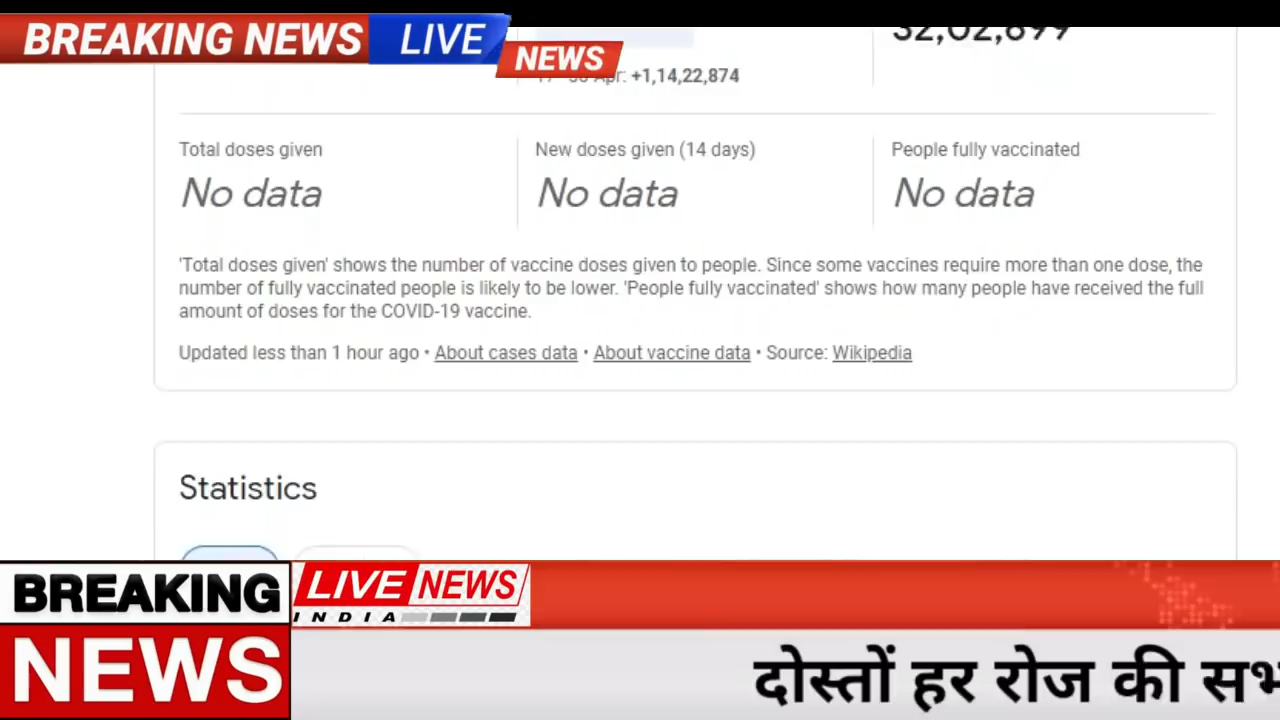 BREAKING NEWS LIVE
NEWS
32,02,899
Apr: +1,14,22,874
Total doses given
No data
New doses given (14 days)
No data
People fully vaccinated
No data
'Total doses given' shows the number of vaccine doses given to people. Since some vaccines require more than one dose, the
number of fully vaccinated people is likely to be lower. 'People fully vaccinated' shows how many people have received the full
amount of doses for the COVID-19 vaccine.
Updated less than 1 hour ago • About cases data • About vaccine data • Source: Wikipedia
Statistics
BREAKING
NEWS
LIVE NEWS
INDIA
दोस्तों हर रोज की